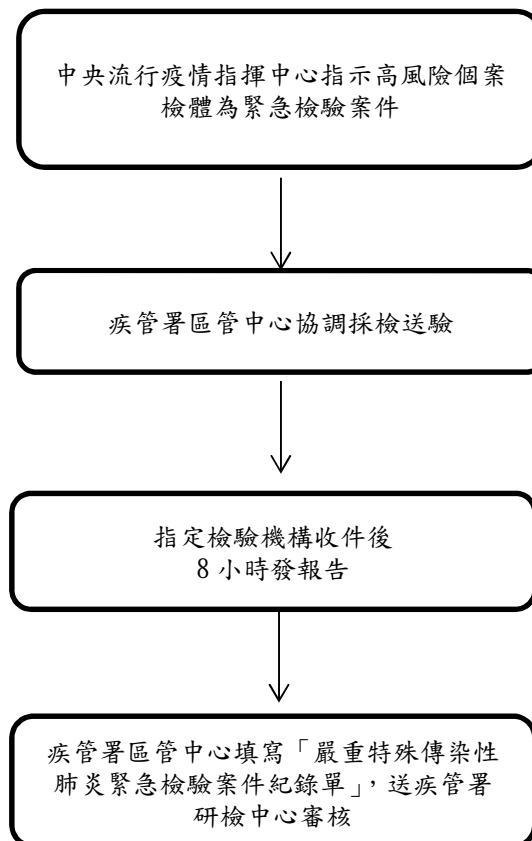 中央流行疫情指揮中心指示高風險個案
檢體為緊急檢驗案件
疾管署區管中心協調採檢送驗
指定檢驗機構收件後
8 小時發報告
疾管署區管中心填寫「嚴重特殊傳染性
肺炎緊急檢驗案件紀錄單」，送疾管署
研檢中心審核